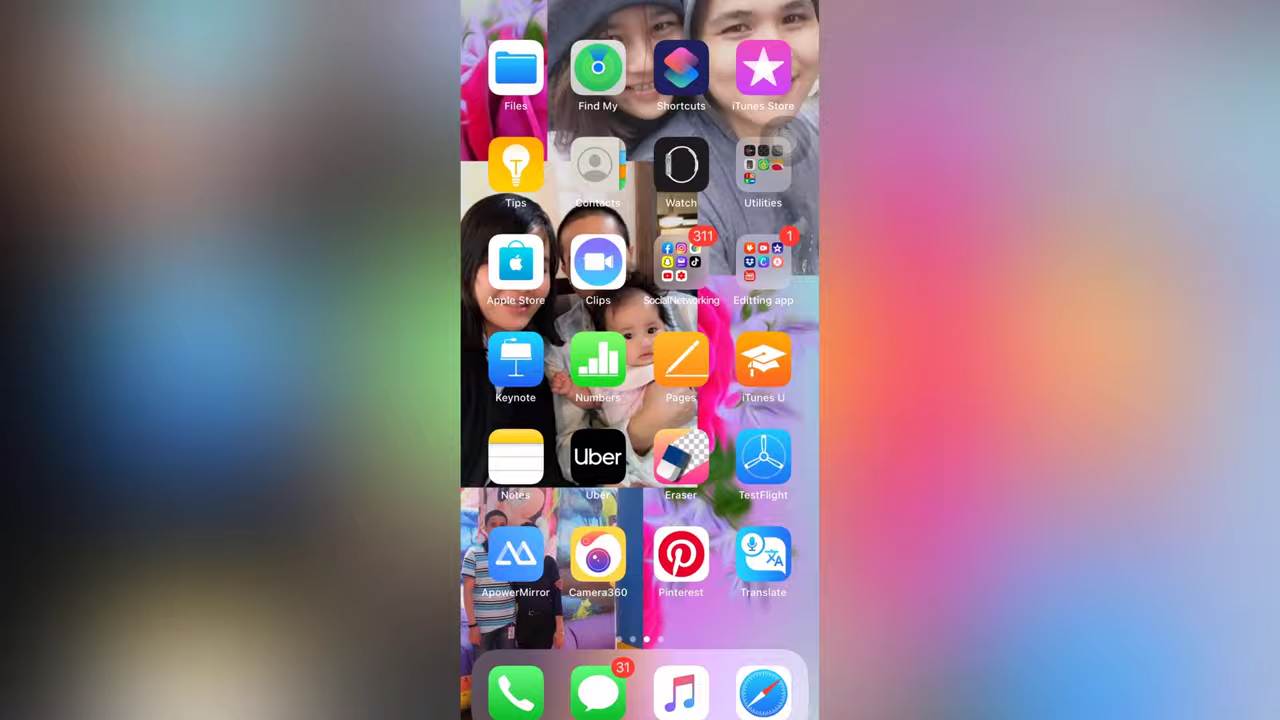 Files Find My Shortcuts iTunes Store
Tips Contacts Watch Utilities
311 1
Apple Store Clips SocialNetworking Editting app
Keynote Numbers Pages iTunes U
Uber
Notes Uber Eraser TestFlight
ApowerMirror Camera360 Pinterest Translate
31